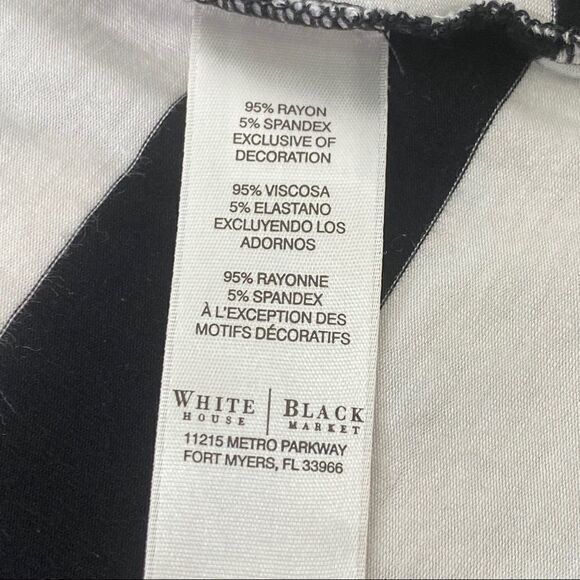 95% RAYON
5% SPANDEX
EXCLUSIVE OF
DECORATION
95% VISCOSA
5% ELASTANO
EXCLUYENDO LOS
ADORNOS
95% RAYONNE
5% SPANDEX
À L'EXCEPTION DES
MOTIFS DÉCORATIFS
WHITE | BLACK
HOUSE | MARKET
11215 METRO PARKWAY
FORT MYERS, FL 33966